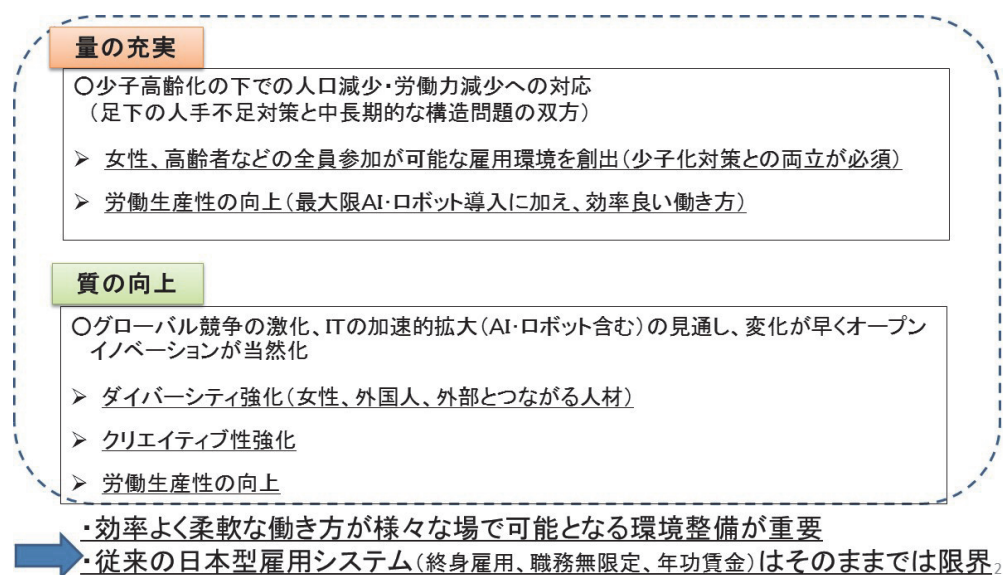 量の充実
○少子高齢化の下での人口減少・労働力減少への対応
（足下の人手不足対策と中長期的な構造問題の双方）
➢ 女性、高齢者などの全員参加が可能な雇用環境を創出（少子化対策との両立が必須）
➢ 労働生産性の向上（最大限AI・ロボット導入に加え、効率良い働き方）
質の向上
○グローバル競争の激化、ITの加速的拡大（AI・ロボット含む）の見通し、変化が早くオープン
イノベーションが当然化
➢ ダイバーシティ強化（女性、外国人、外部とつながる人材）
➢ クリエイティブ性強化
➢ 労働生産性の向上
・効率よく柔軟な働き方が様々な場で可能となる環境整備が重要
・従来の日本型雇用システム（終身雇用、職務無限定、年功賃金）はそのままでは限界
2